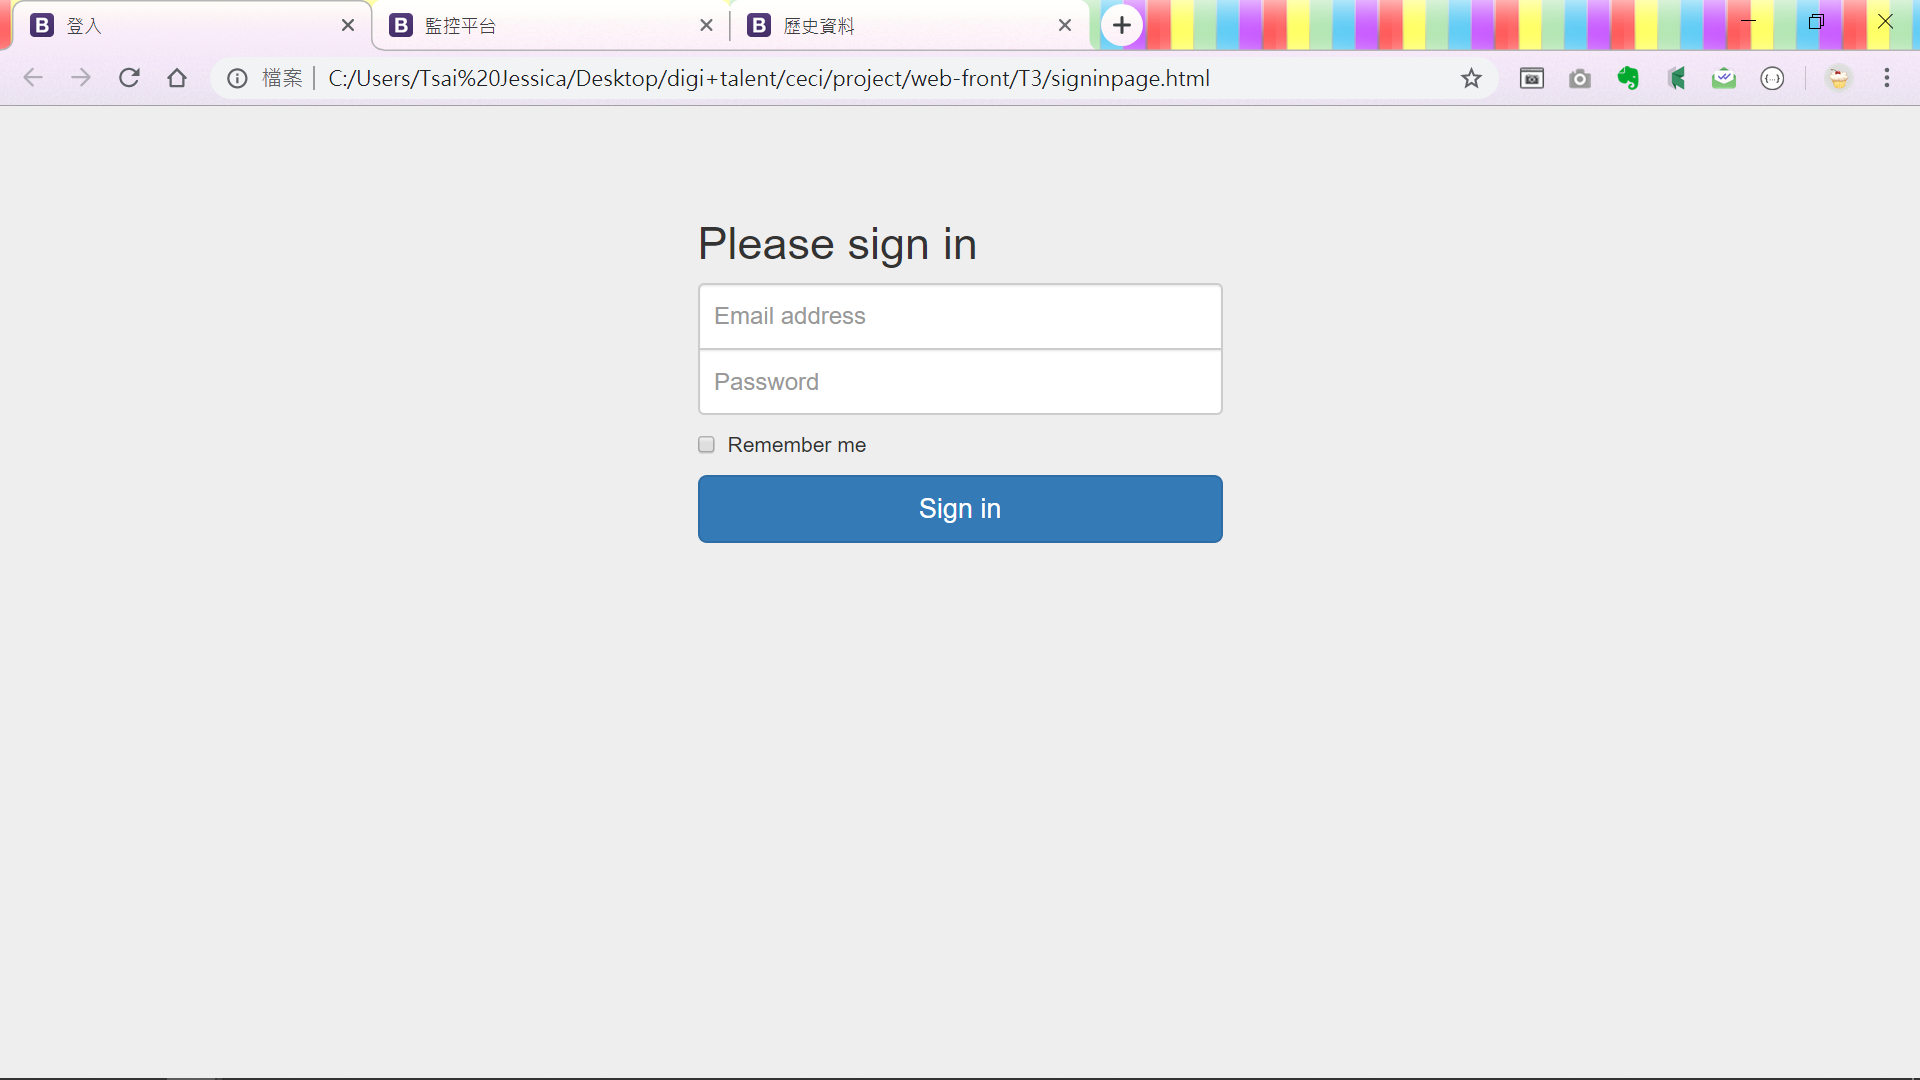 B 登入
B 監控平台
B 歷史資料
檔案 C:/Users/Tsai%20Jessica/Desktop/digi+talent/ceci/project/web-front/T3/signinpage.html
Please sign in
Email address
Password
Remember me
Sign in